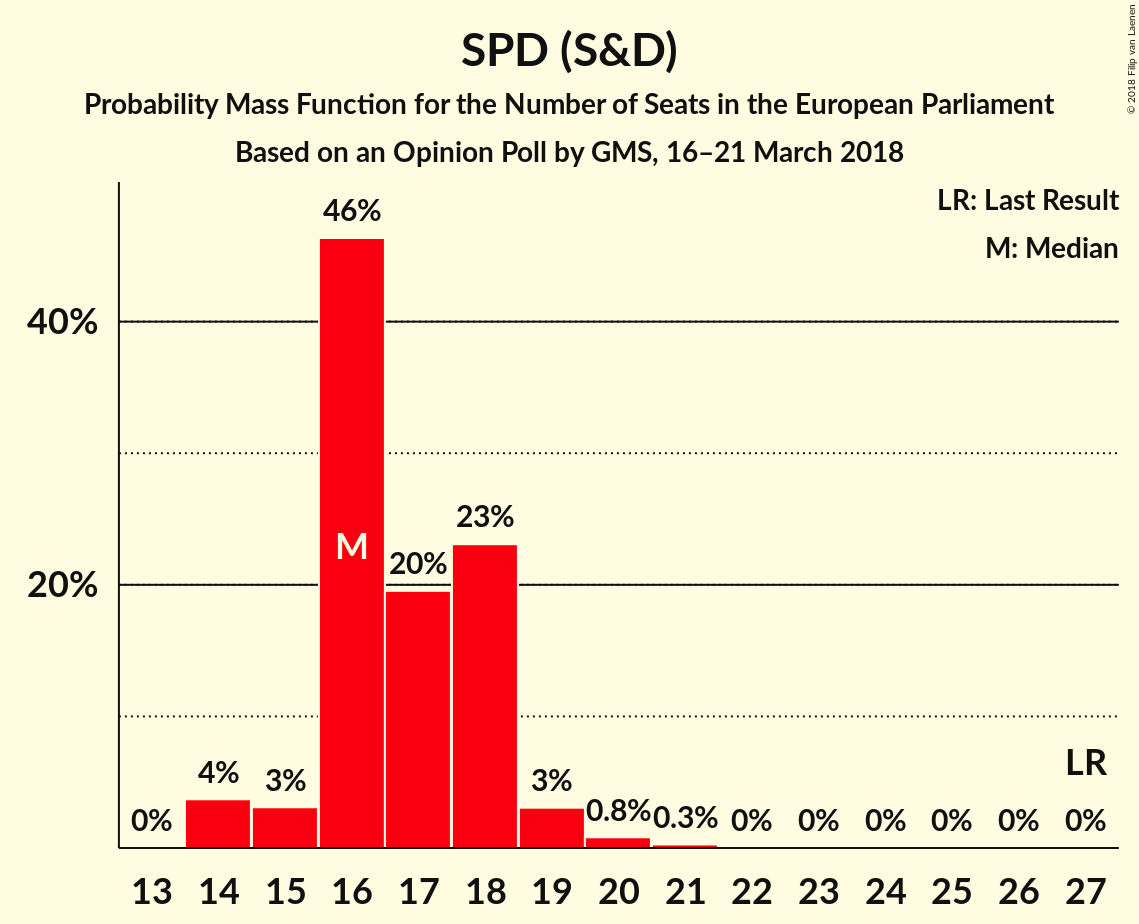 © 2018 Filip van Laenen
SPD (S&D)
Probability Mass Function for the Number of Seats in the European Parliament
Based on an Opinion Poll by GMS, 16–21 March 2018
LR: Last Result
M: Median
46%
40%
23%
M
20%
20%
LR
4%
3%
3%
0%
0.8%
0.3%
0%
0%
0%
0%
0%
0%
13 14 15 16 17 18 19 20 21 22 23 24 25 26 27